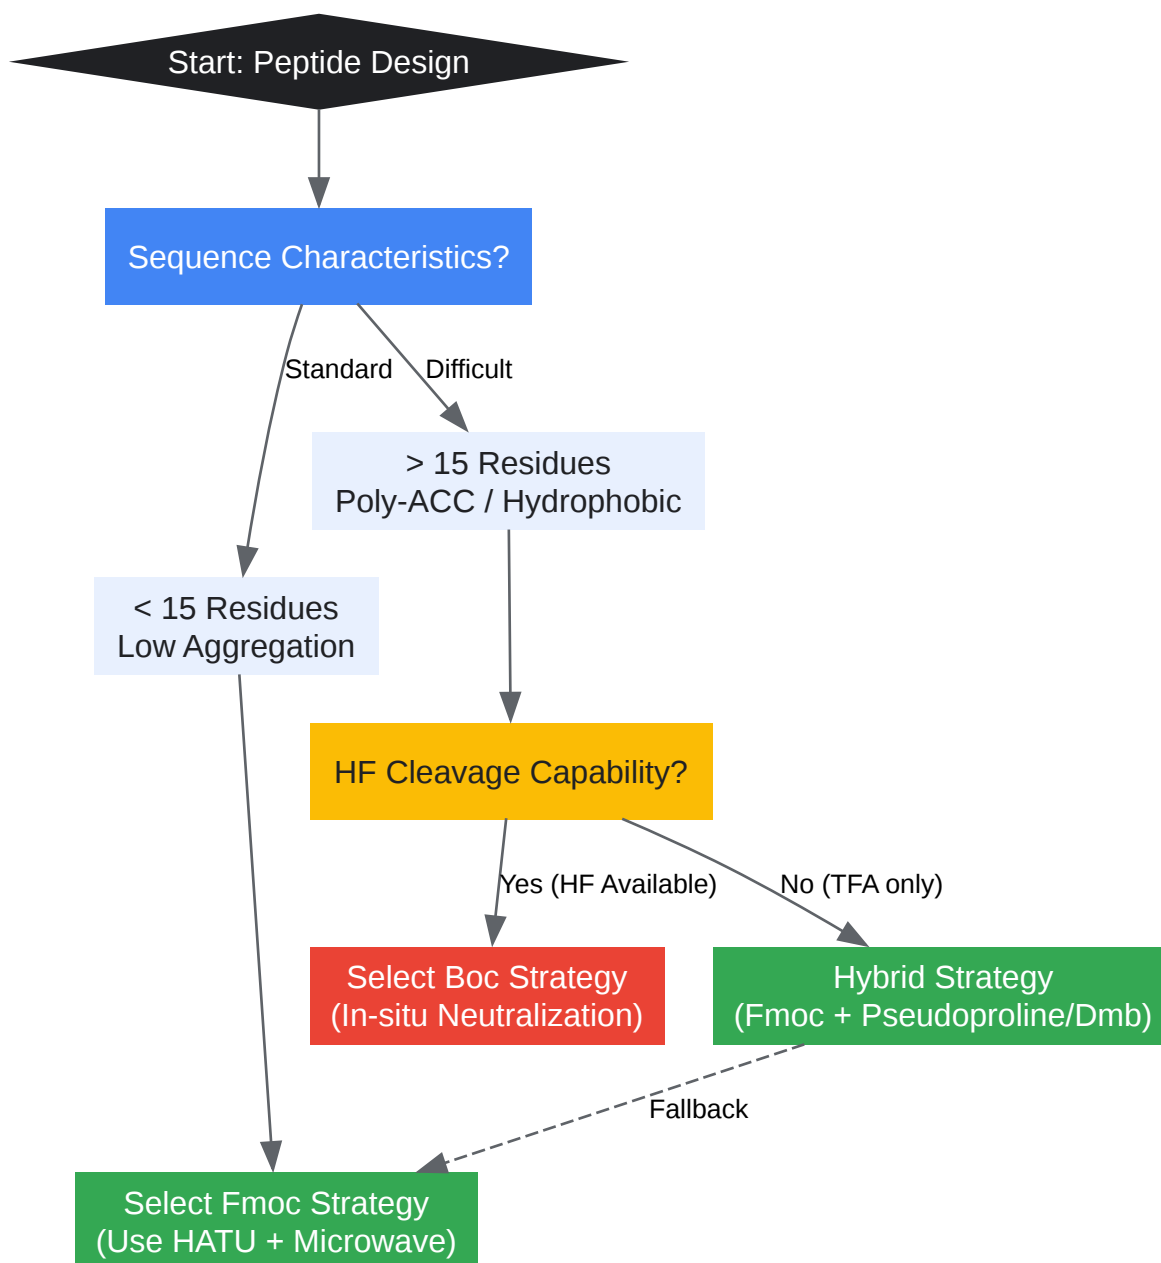 Start: Peptide Design
Sequence Characteristics?
Standard
Difficult
> 15 Residues
Poly-ACC / Hydrophobic
< 15 Residues
Low Aggregation
HF Cleavage Capability?
Yes (HF Available)
No (TFA only)
Select Boc Strategy
(In-situ Neutralization)
Hybrid Strategy
(Fmoc + Pseudoproline/Dmb)
Fallback
Select Fmoc Strategy
(Use HATU + Microwave)